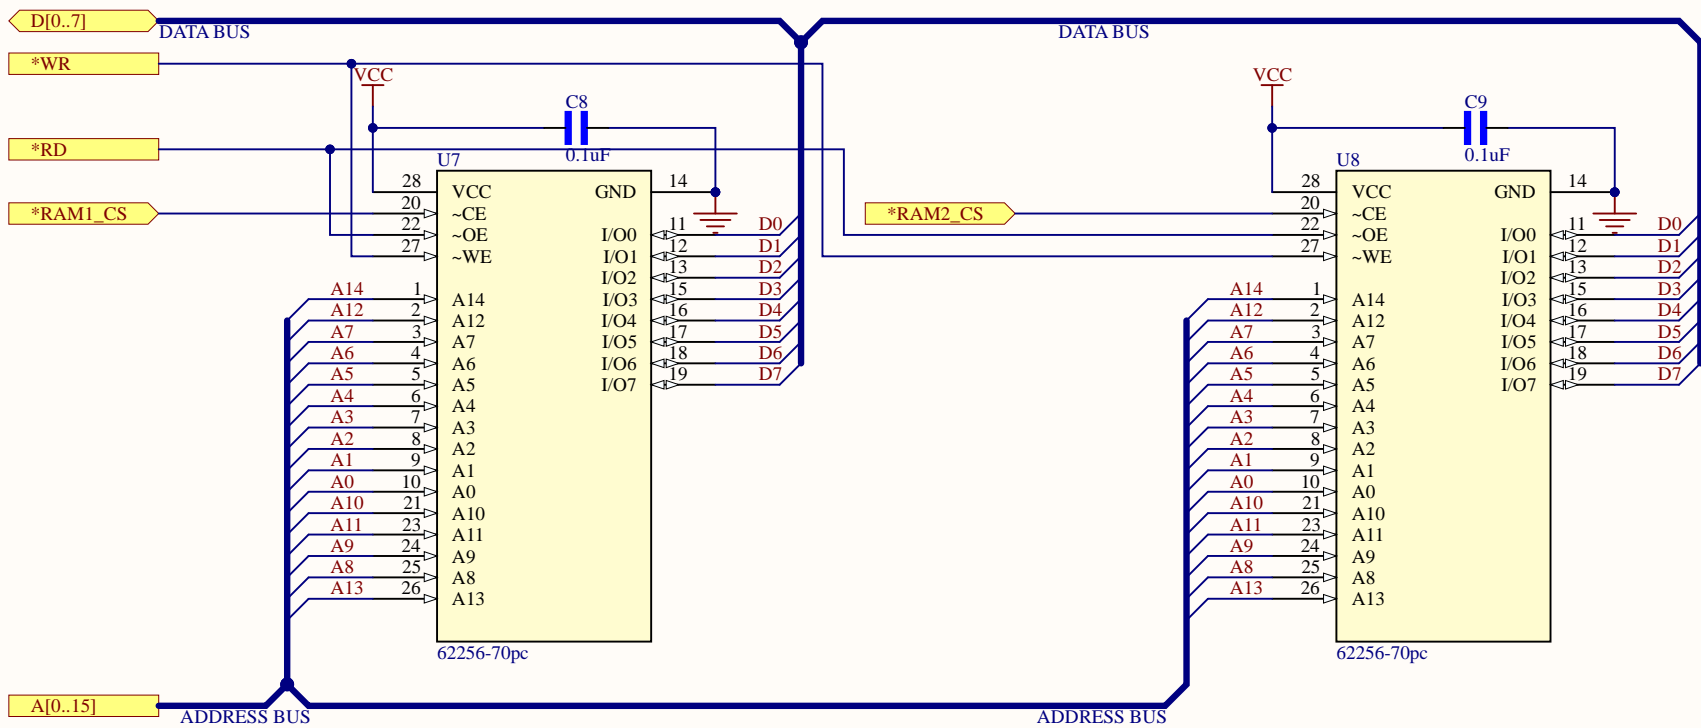 D[0..7]
DATA BUS
DATA BUS
*WR
VCC
VCC
C8
C9
*RD
0.1uF
0.1uF
U7
U8
28 VCC GND 14
28 VCC GND 14
*RAM1_CS
20 ~CE
*RAM2_CS
20 ~CE
22 ~OE I/O0 11 D0
22 ~OE I/O0 11 D0
27 ~WE I/O1 12 D1
27 ~WE I/O1 12 D1
I/O2 13 D2
I/O2 13 D2
A14 1 A14 I/O3 15 D3
A14 1 A14 I/O3 15 D3
A12 2 A12 I/O4 16 D4
A12 2 A12 I/O4 16 D4
A7 3 A7 I/O5 17 D5
A7 3 A7 I/O5 17 D5
A6 4 A6 I/O6 18 D6
A6 4 A6 I/O6 18 D6
A5 5 A5 I/O7 19 D7
A5 5 A5 I/O7 19 D7
A4 6 A4
A4 6 A4
A3 7 A3
A3 7 A3
A2 8 A2
A2 8 A2
A1 9 A1
A1 9 A1
A0 10 A0
A0 10 A0
A10 21 A10
A10 21 A10
A11 23 A11
A11 23 A11
A9 24 A9
A9 24 A9
A8 25 A8
A8 25 A8
A13 26 A13
A13 26 A13
62256-70pc
62256-70pc
A[0..15]
ADDRESS BUS
ADDRESS BUS